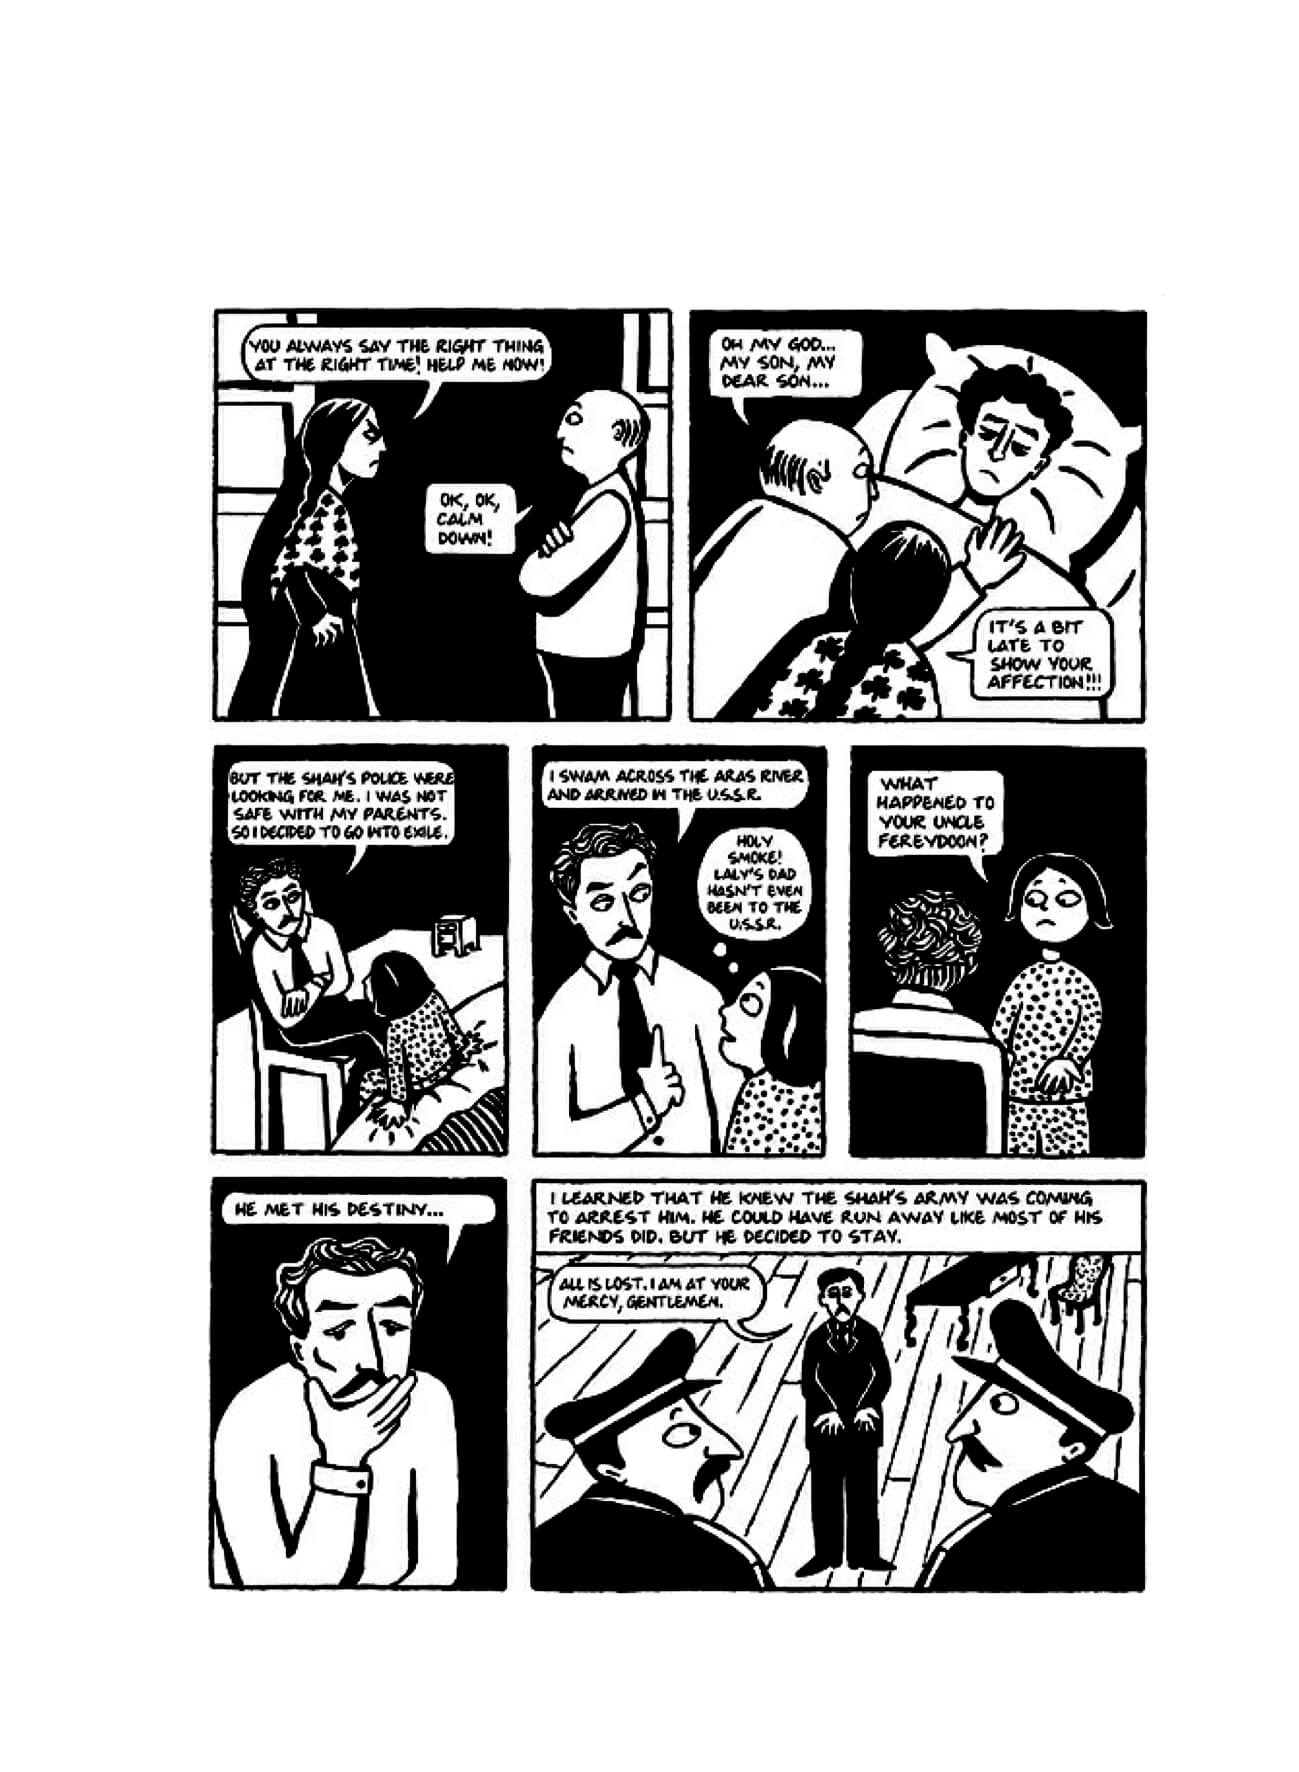 YOU ALWAYS SAY THE RIGHT THING
AT THE RIGHT TIME! HELP ME NOW!
OK, OK,
CALM
DOWN!
OH MY GOD...
MY SON, MY
DEAR SON...
IT'S A BIT
LATE TO
SHOW YOUR
AFFECTION!!!
BUT THE SHAH'S POLICE WERE
LOOKING FOR ME. I WAS NOT
SAFE WITH MY PARENTS.
SO I DECIDED TO GO INTO EXILE.
I SWAM ACROSS THE ARAS RIVER
AND ARRIVED IN THE U.S.S.R.
HOLY
SMOKE!
LALY'S DAD
HASN'T EVEN
BEEN TO THE
U.S.S.R.
WHAT
HAPPENED TO
YOUR UNCLE
FEREYDOON?
HE MET HIS DESTINY...
I LEARNED THAT HE KNEW THE SHAH'S ARMY WAS COMING
TO ARREST HIM. HE COULD HAVE RUN AWAY LIKE MOST OF HIS
FRIENDS DID. BUT HE DECIDED TO STAY.
ALL IS LOST. I AM AT YOUR
MERCY, GENTLEMEN.